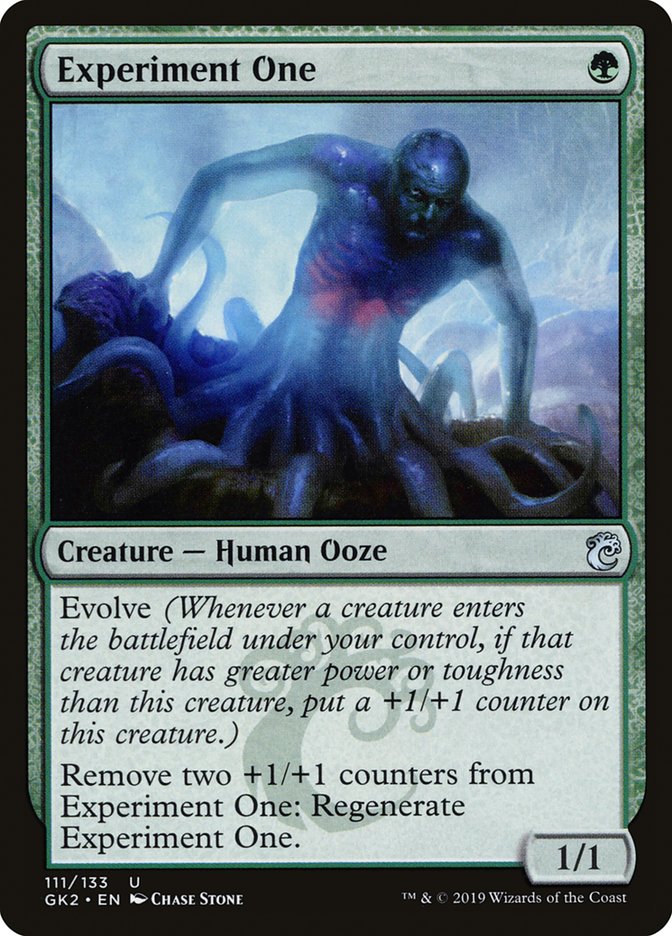 Experiment One
Creature — Human Ooze
Evolve (Whenever a creature enters
the battlefield under your control, if that
creature has greater power or toughness
than this creature, put a +1/+1 counter on
this creature.)
Remove two +1/+1 counters from
Experiment One: Regenerate
Experiment One.
1/1
111/133 U
GK2 • EN Chase Stone
™ & © 2019 Wizards of the Coast